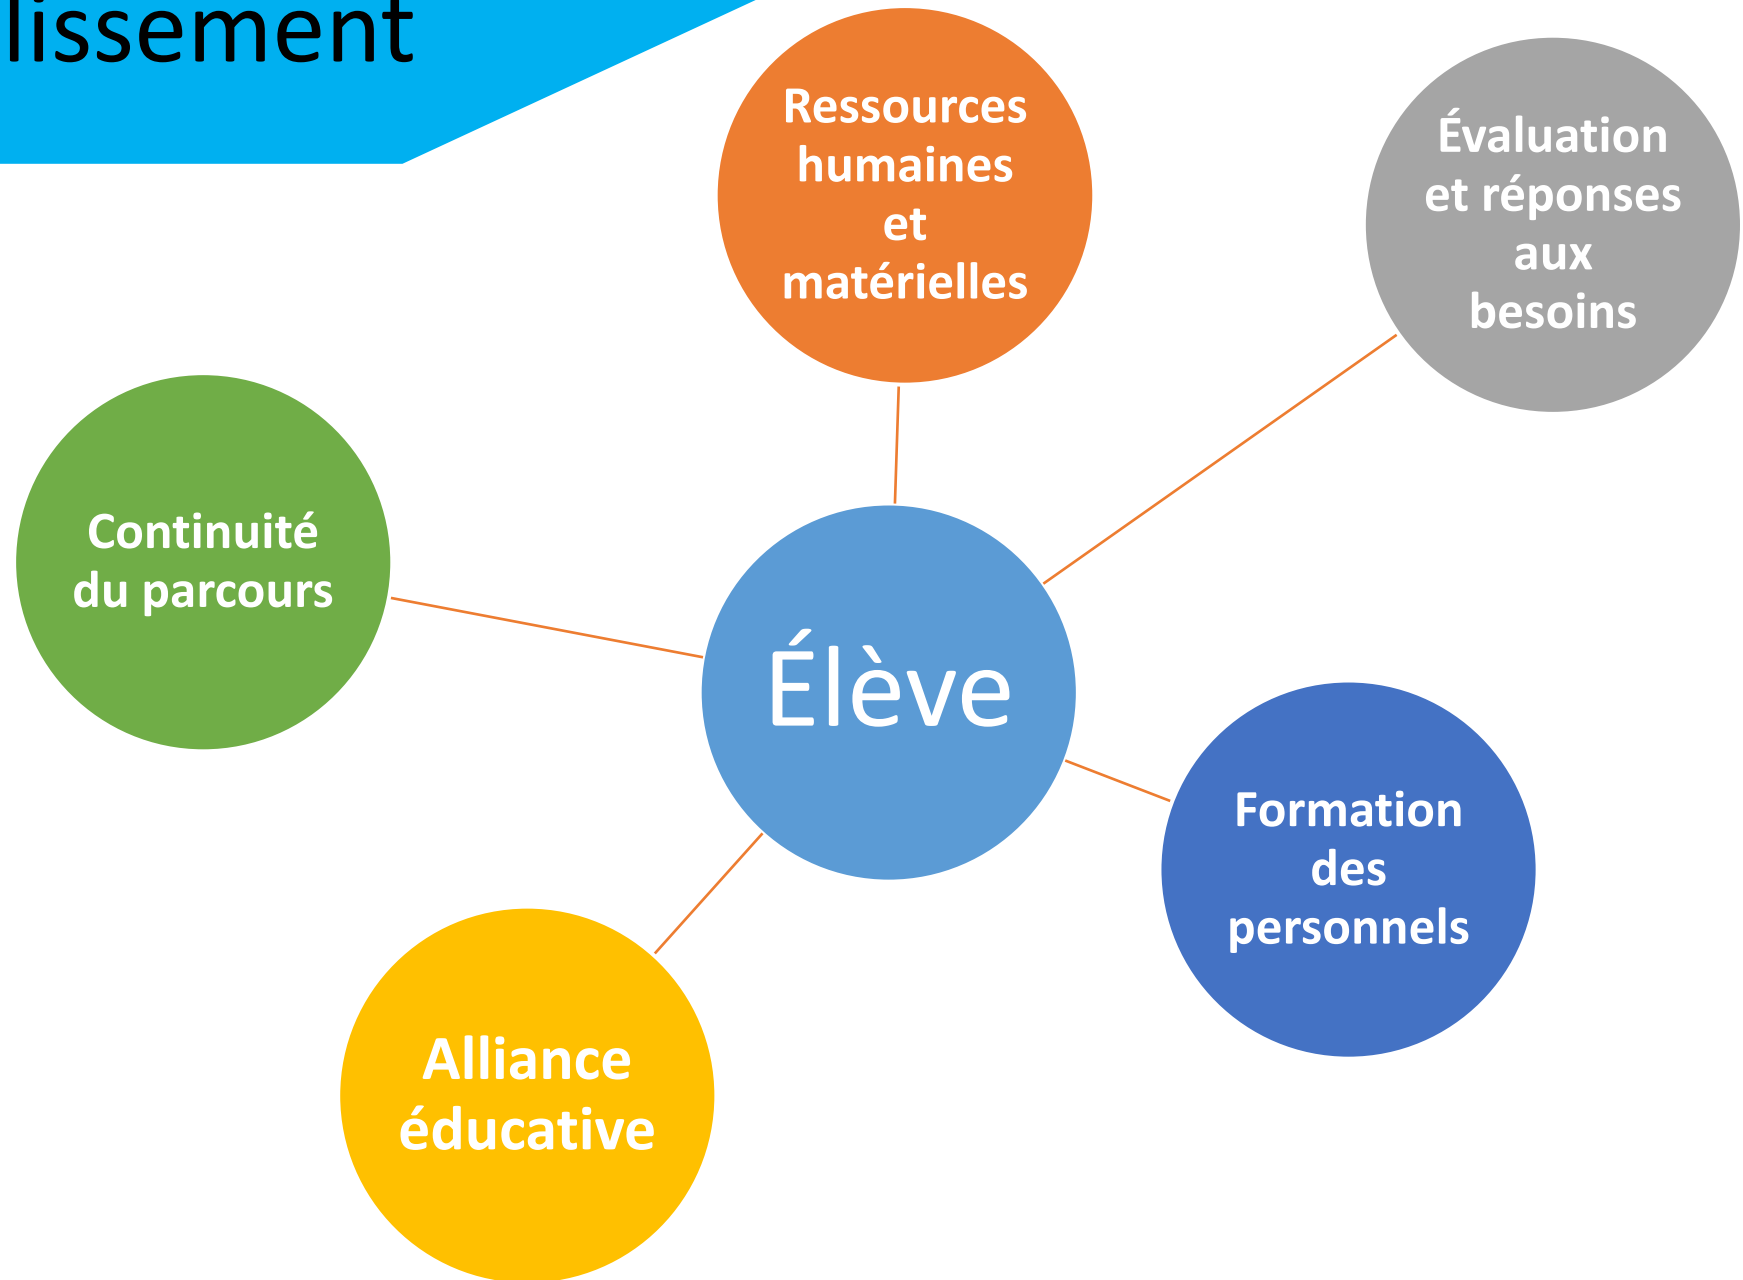 lissement
Ressources
humaines
et
matérielles
Évaluation
et réponses
aux
besoins
Continuité
du parcours
Élève
Formation
des
personnels
Alliance
éducative